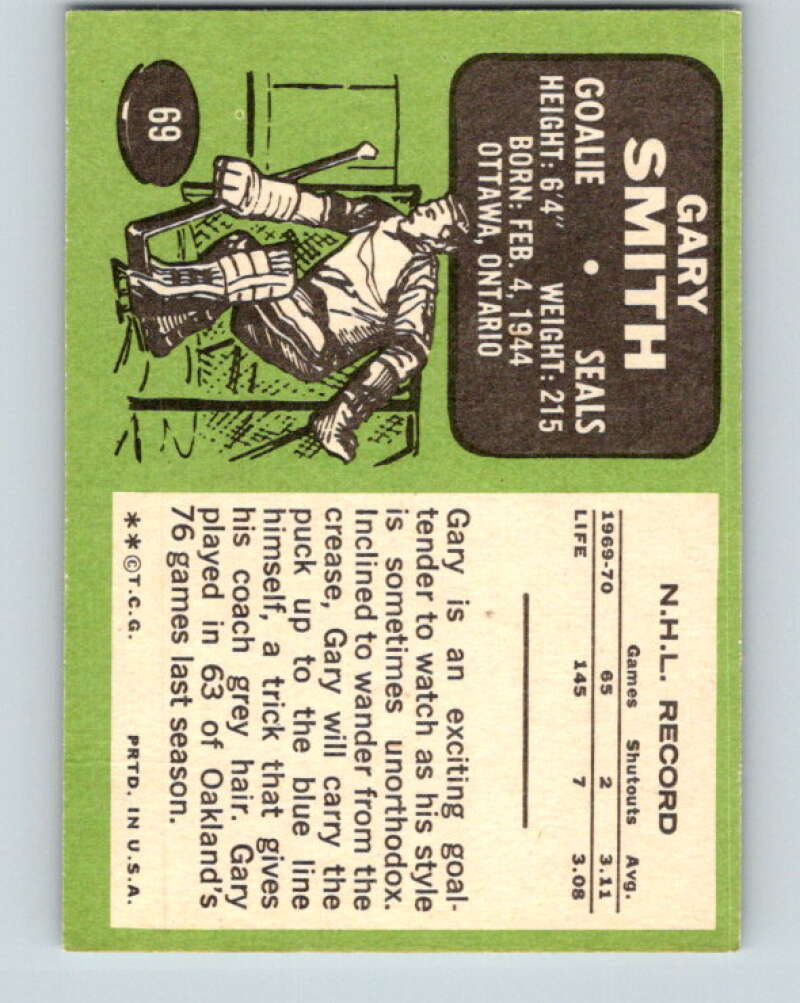 69
GARY
SMITH
GOALIE • SEALS
HEIGHT: 6'4" WEIGHT: 215
BORN: FEB. 4, 1944
OTTAWA, ONTARIO
N.H.L. RECORD
Games Shutouts Avg.
1969-70 65 2 3.11
LIFE 145 7 3.08
Gary is an exciting goal-
tender to watch as his style
is sometimes unorthodox.
Inclined to wander from the
crease, Gary will carry the
puck up to the blue line
himself, a trick that gives
his coach grey hair. Gary
played in 63 of Oakland's
76 games last season.
**©T.C.G. PRTD. IN U.S.A.